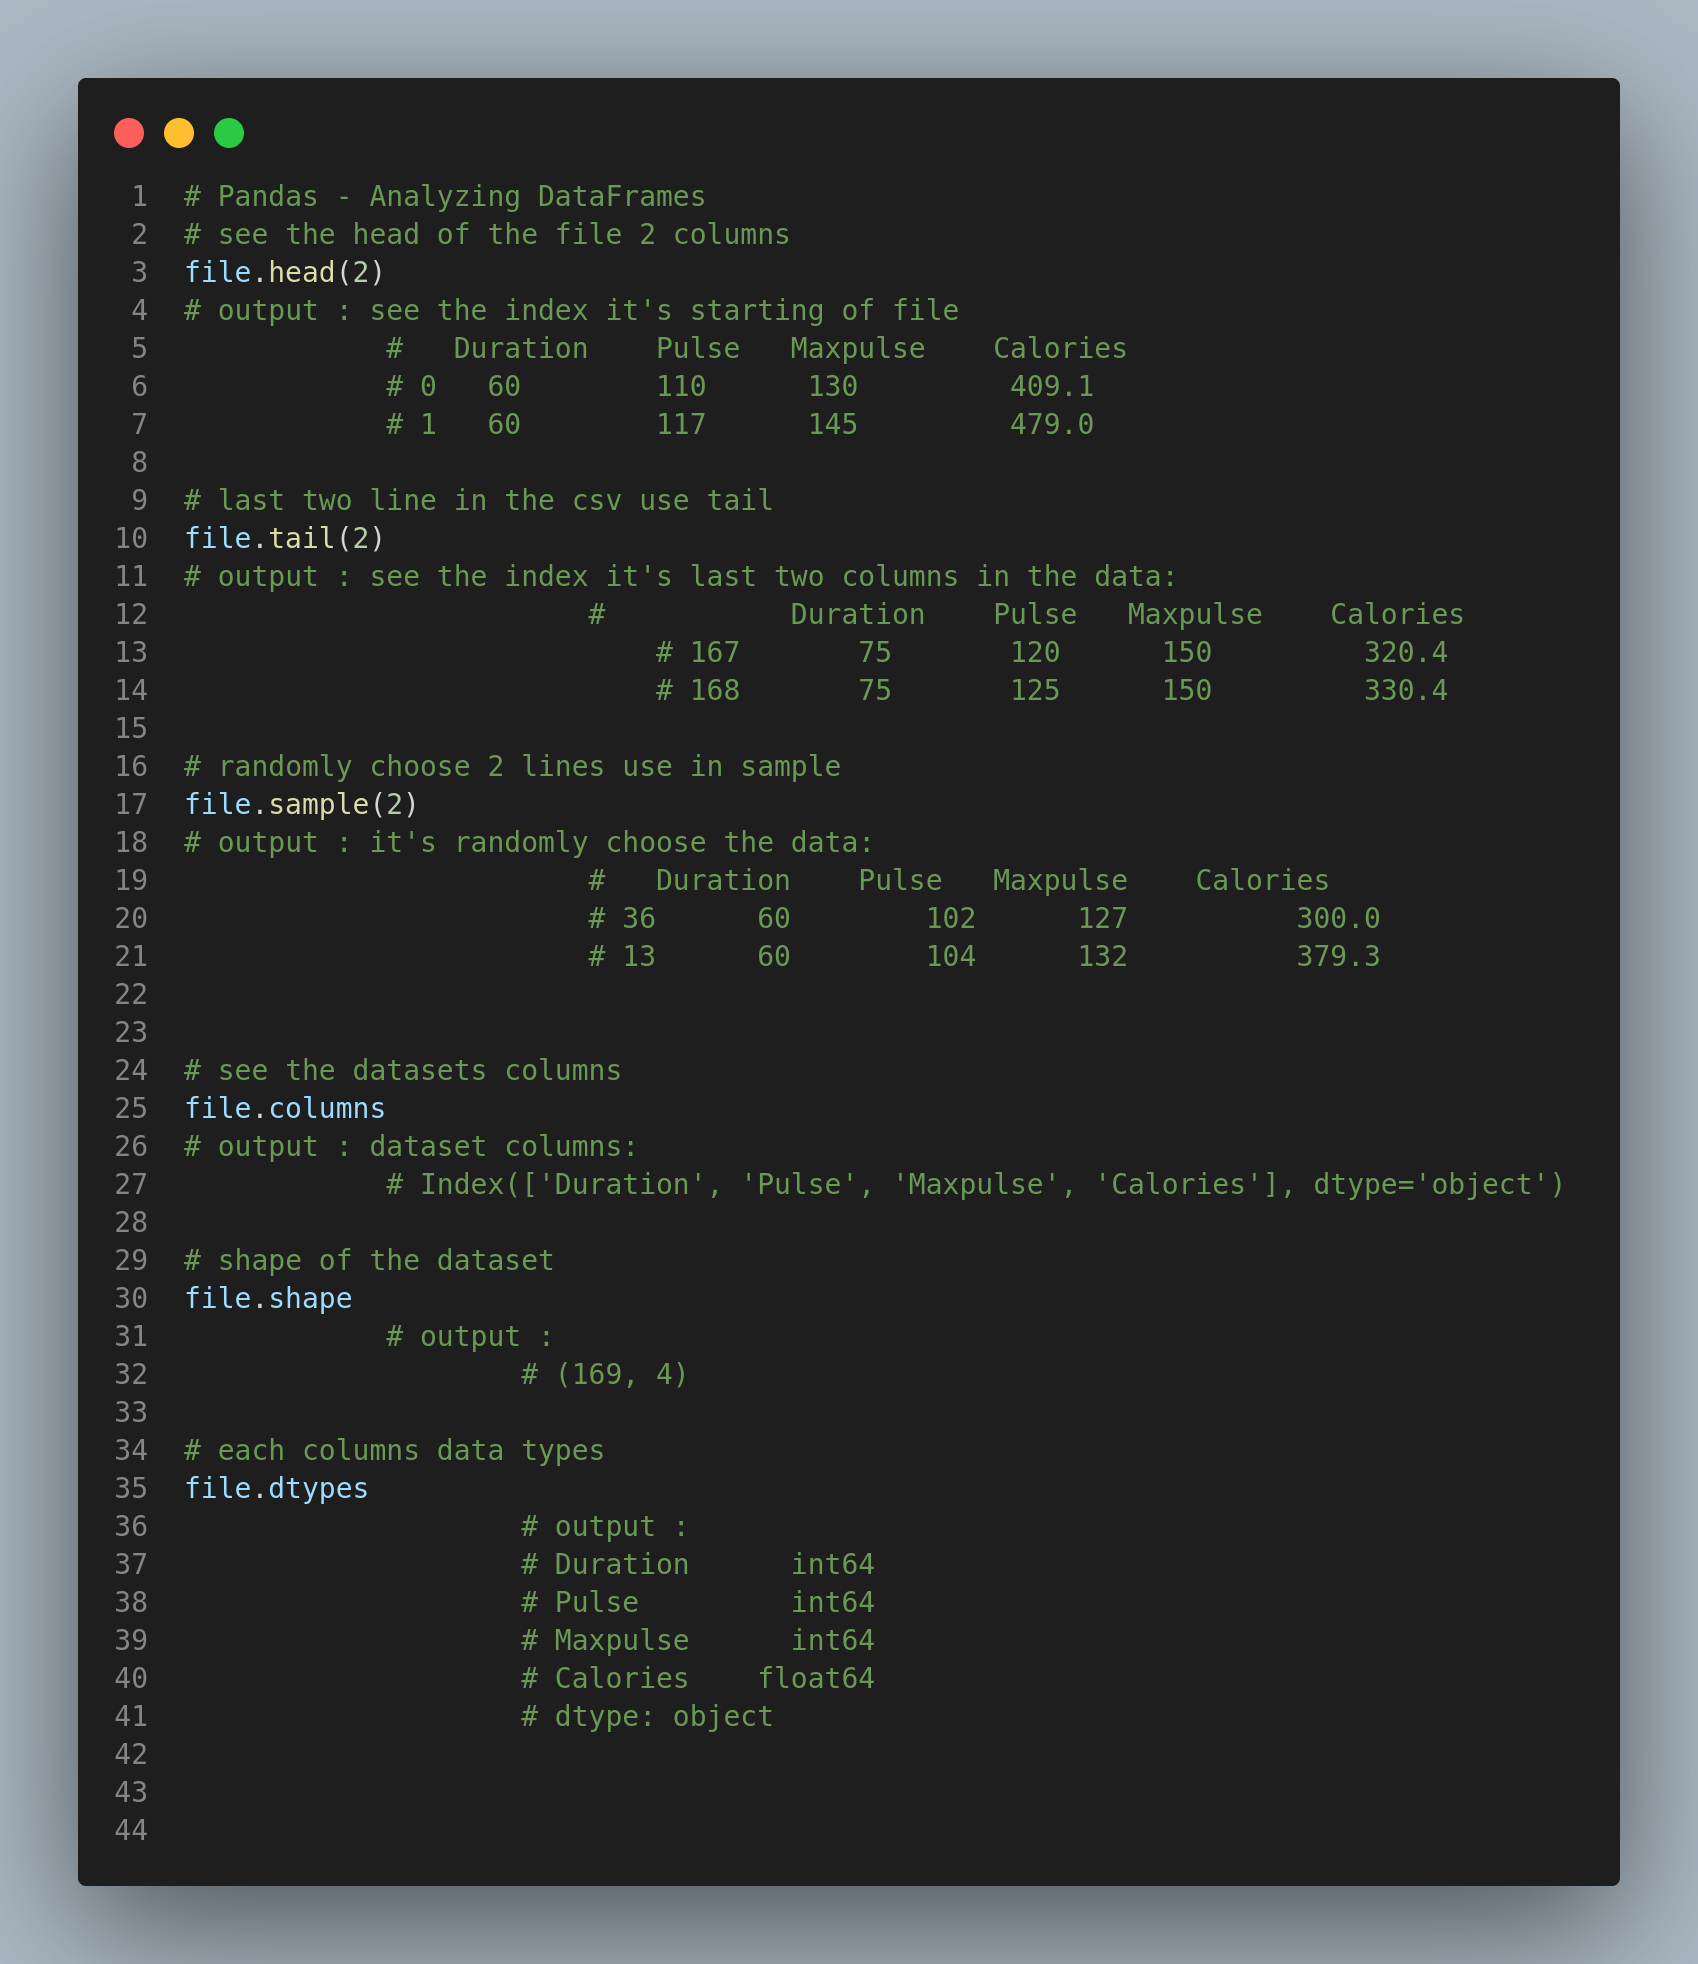 1 # Pandas - Analyzing DataFrames
2 # see the head of the file 2 columns
3 file.head(2)
4 # output : see the index it's starting of file
5             #   Duration    Pulse   Maxpulse    Calories
6             # 0   60        110      130         409.1
7             # 1   60        117      145         479.0
8
9 # last two line in the csv use tail
10 file.tail(2)
11 # output : see the index it's last two columns in the data:
12                         #           Duration    Pulse   Maxpulse    Calories
13                             # 167       75       120      150         320.4
14                             # 168       75       125      150         330.4
15
16 # randomly choose 2 lines use in sample
17 file.sample(2)
18 # output : it's randomly choose the data:
19                         #   Duration    Pulse   Maxpulse    Calories
20                         # 36      60        102      127          300.0
21                         # 13      60        104      132          379.3
22
23
24 # see the datasets columns
25 file.columns
26 # output : dataset columns:
27             # Index(['Duration', 'Pulse', 'Maxpulse', 'Calories'], dtype='object')
28
29 # shape of the dataset
30 file.shape
31             # output :
32                     # (169, 4)
33
34 # each columns data types
35 file.dtypes
36                     # output :
37                     # Duration      int64
38                     # Pulse         int64
39                     # Maxpulse      int64
40                     # Calories    float64
41                     # dtype: object
42
43
44